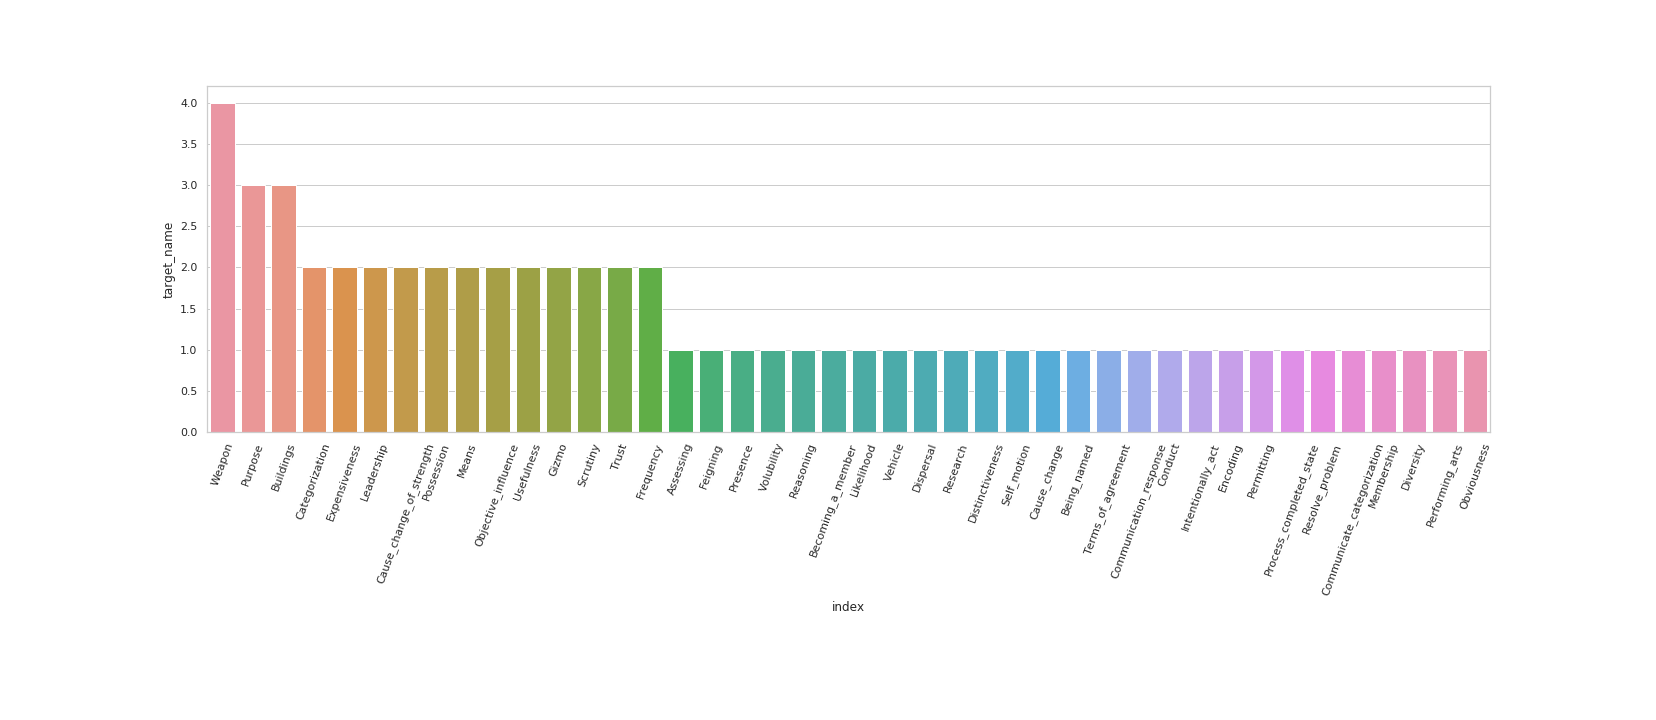 4.0
3.5
3.0
2.5
2.0
1.5
1.0
0.5
0.0
target_name
Weapon
Purpose
Buildings
Categorization
Expensiveness
Leadership
Cause_change_of_strength
Possession
Means
Objective_influence
Usefulness
Gizmo
Scrutiny
Trust
Frequency
Assessing
Feigning
Presence
Volubility
Reasoning
Becoming_a_member
Likelihood
Vehicle
Dispersal
Research
Distinctiveness
Self_motion
Cause_change
Being_named
Terms_of_agreement
Communication_response
Conduct
Intentionally_act
Encoding
Permitting
Process_completed_state
Resolve_problem
Communicate_categorization
Membership
Diversity
Performing_arts
Obviousness
index